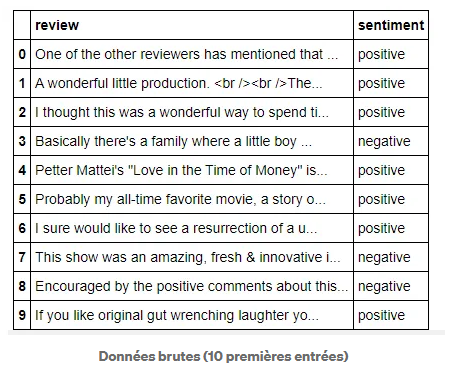 review sentiment
0 One of the other reviewers has mentioned that ... positive
1 A wonderful little production. <br /><br />The... positive
2 I thought this was a wonderful way to spend ti... positive
3 Basically there's a family where a little boy ... negative
4 Petter Mattei's "Love in the Time of Money" is... positive
5 Probably my all-time favorite movie, a story o... positive
6 I sure would like to see a resurrection of a u... positive
7 This show was an amazing, fresh & innovative i... negative
8 Encouraged by the positive comments about this... negative
9 If you like original gut wrenching laughter yo... positive
Données brutes (10 premières entrées)